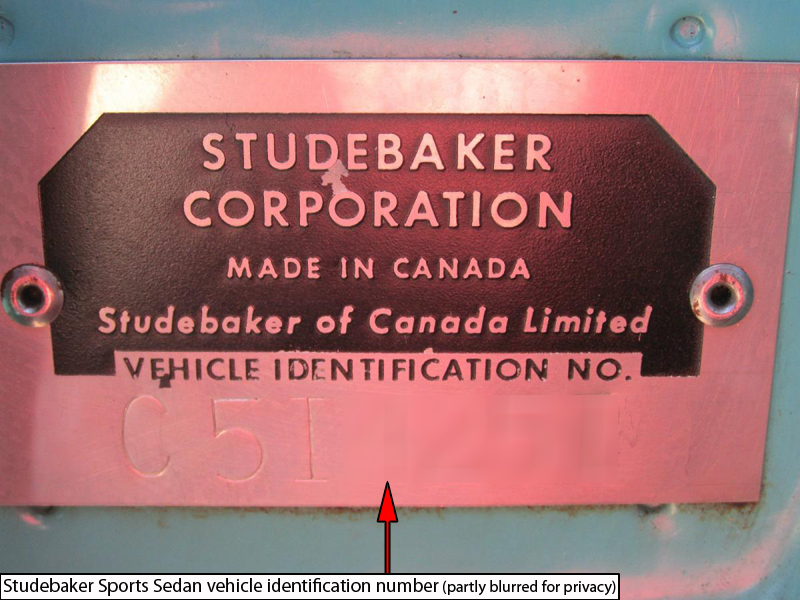 STUDEBAKER
CORPORATION
MADE IN CANADA
Studebaker of Canada Limited
VEHICLE IDENTIFICATION NO.
C5I
Studebaker Sports Sedan vehicle identification number (partly blurred for privacy)